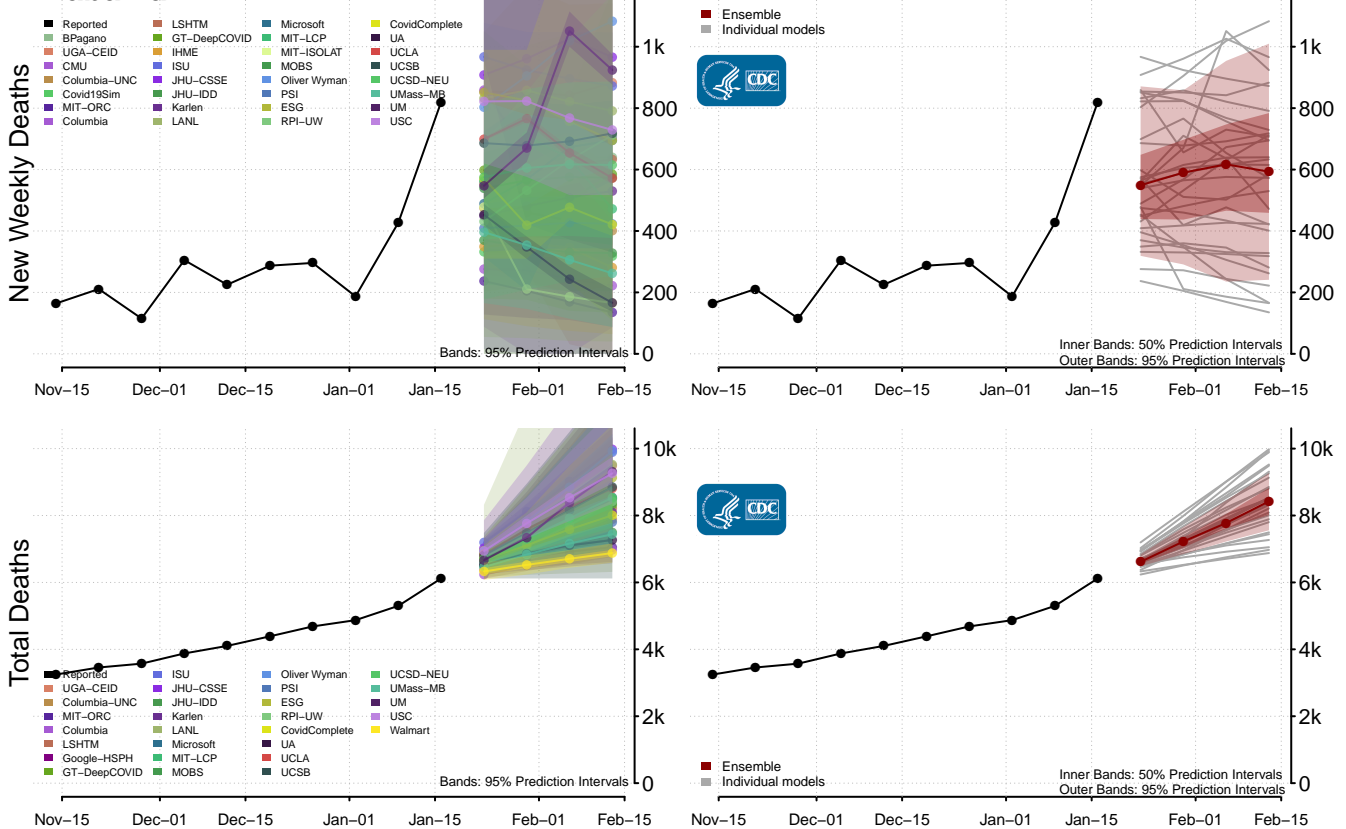 New Weekly Deaths
Reported
BPagano
UGA−CEID
CMU
Columbia−UNC
Covid19Sim
MIT−ORC
Columbia
LSHTM
GT−DeepCOVID
IHME
ISU
JHU−CSSE
JHU−IDD
Karlen
LANL
Microsoft
MIT−LCP
MIT−ISOLAT
MOBS
Oliver Wyman
PSI
ESG
RPI−UW
CovidComplete
UA
UCLA
UCSB
UCSD−NEU
UMass−MB
UM
USC
1k
800
600
400
200
0
Bands: 95% Prediction Intervals
Nov−15 Dec−01 Dec−15 Jan−01 Jan−15 Feb−01 Feb−15
Ensemble
Individual models
CDC
1k
800
600
400
200
0
Inner Bands: 50% Prediction Intervals
Outer Bands: 95% Prediction Intervals
Nov−15 Dec−01 Dec−15 Jan−01 Jan−15 Feb−01 Feb−15
Total Deaths
10k
8k
6k
4k
2k
0
Reported
UGA−CEID
Columbia−UNC
MIT−ORC
Columbia
LSHTM
Google−HSPH
GT−DeepCOVID
ISU
JHU−CSSE
JHU−IDD
Karlen
LANL
Microsoft
MIT−LCP
MOBS
Oliver Wyman
PSI
ESG
RPI−UW
CovidComplete
UA
UCLA
UCSB
UCSD−NEU
UMass−MB
UM
USC
Walmart
Bands: 95% Prediction Intervals
Nov−15 Dec−01 Dec−15 Jan−01 Jan−15 Feb−01 Feb−15
CDC
10k
8k
6k
4k
2k
0
Ensemble
Individual models
Inner Bands: 50% Prediction Intervals
Outer Bands: 95% Prediction Intervals
Nov−15 Dec−01 Dec−15 Jan−01 Jan−15 Feb−01 Feb−15